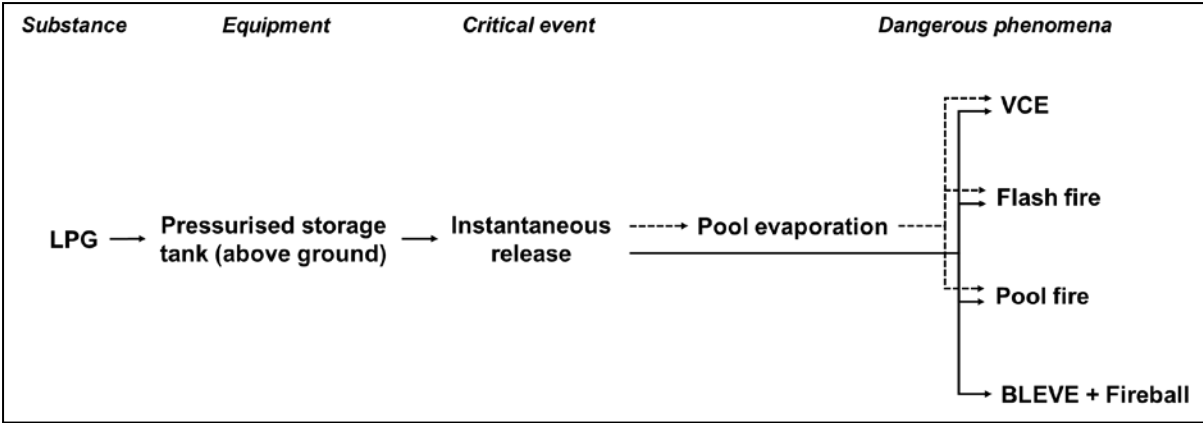 Substance Equipment Critical event Dangerous phenomena
VCE
Flash fire
LPG Pressurised storage tank (above ground) Instantaneous release Pool evaporation
Pool fire
BLEVE + Fireball